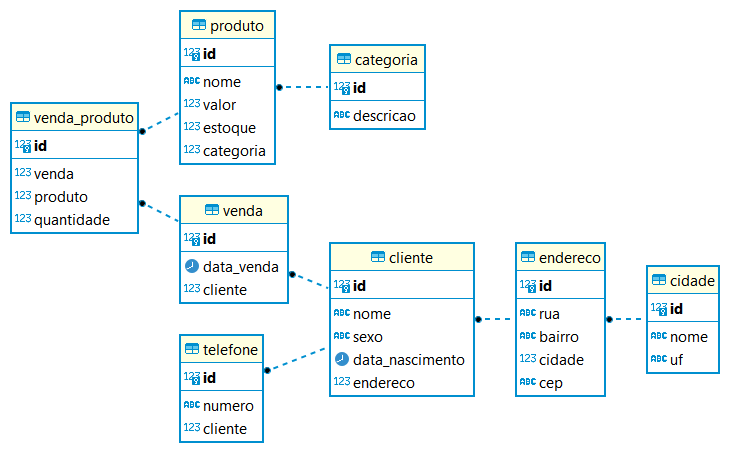 produto
123 id
ABC nome
123 valor
123 estoque
123 categoria
categoria
123 id
ABC descricao
venda_produto
123 id
123 venda
123 produto
123 quantidade
venda
123 id
data_venda
123 cliente
cliente
123 id
ABC nome
ABC sexo
data_nascimento
123 endereco
endereco
123 id
ABC rua
ABC bairro
123 cidade
ABC cep
cidade
123 id
ABC nome
ABC uf
telefone
123 id
ABC numero
123 cliente